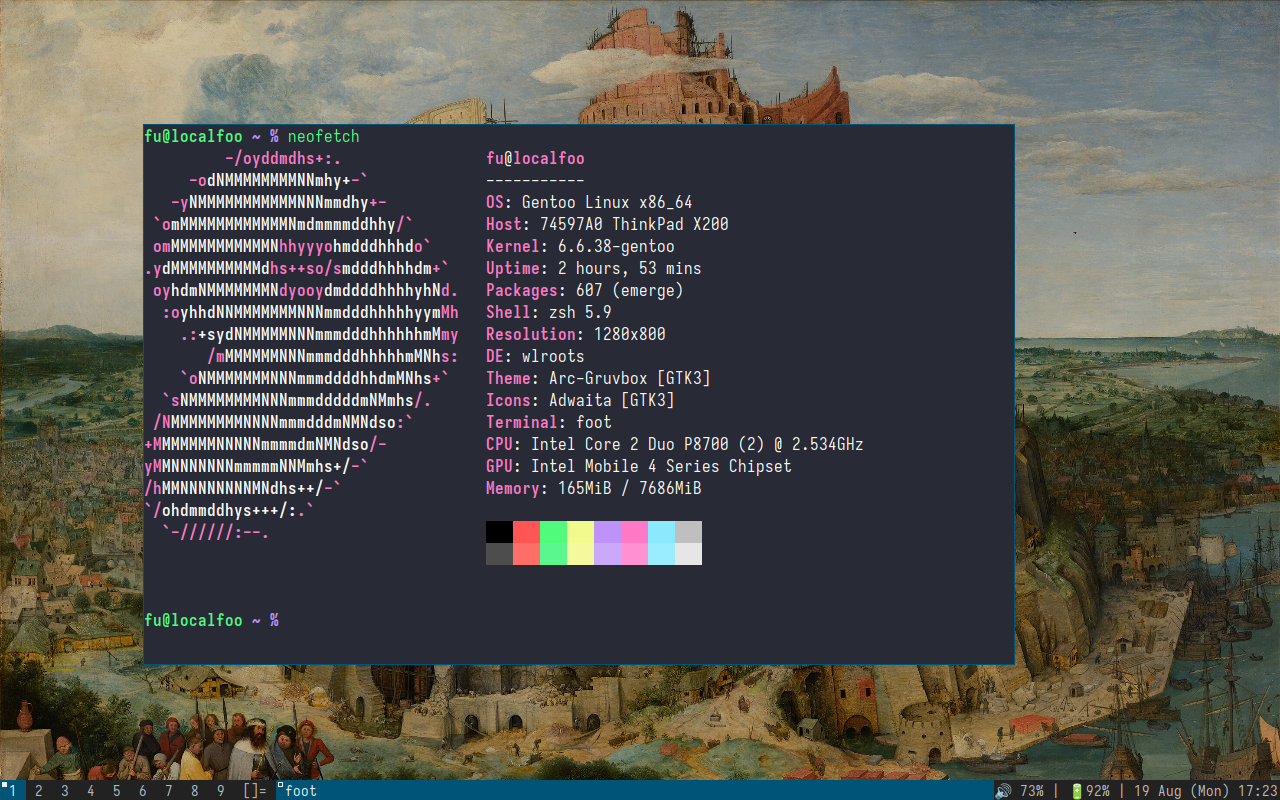 fu@localfoo ~ % neofetch
-/oyddmdhs+:. fu@localfoo
-odNMMMMMMMMNNmhy+-` -----------
-yNMMMMMMMMMMMNNNmmdhy+- OS: Gentoo Linux x86_64
`omMMMMMMMMMMMMNmdmmmmddhhy/` Host: 74597A0 ThinkPad X200
omMMMMMMMMMMMNhhyyyohmdddhhhdo` Kernel: 6.6.38-gentoo
.ydMMMMMMMMMMdhs++so/smdddhhhhdm+` Uptime: 2 hours, 53 mins
oyhdmNMMMMMMMNdyooydmddddhhhhyhNd. Packages: 607 (emerge)
:oyhhdNNMMMMMMMNNNmmdddhhhhhyymMh Shell: zsh 5.9
.:+sydNMMMMMNNNmmmdddhhhhhhmMmy Resolution: 1280x800
/mMMMMMMNNNmmmdddhhhhhmMNhs: DE: wlroots
`oNMMMMMMMNNNmmmddddhhdmMNhs+` Theme: Arc-Gruvbox [GTK3]
`sNMMMMMMMMNNNmmmdddddmNMmhs/. Icons: Adwaita [GTK3]
/NMMMMMMMMNNNNmmmdddmNMNdso:` Terminal: foot
+MMMMMMMNNNNNmmmmdmNMNdso/- CPU: Intel Core 2 Duo P8700 (2) @ 2.534GHz
yMMNNNNNNNmmmmmNNMmhs+/-` GPU: Intel Mobile 4 Series Chipset
/hMMNNNNNNNNMNdhs++/-` Memory: 165MiB / 7686MiB
`/ohdmmddhys+++/:.`
`-//////:--.
fu@localfoo ~ %
1 2 3 4 5 6 7 8 9 []= foot 73% | 92% | 19 Aug (Mon) 17:23